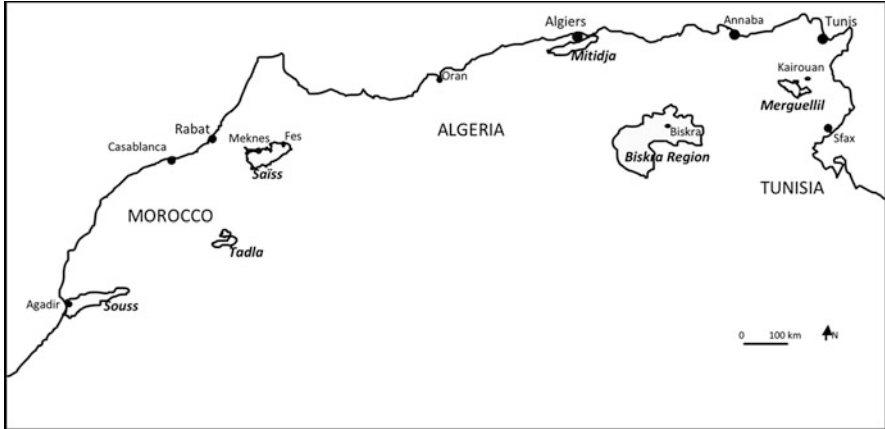 Algiers
Annaba
Tunis
Mitidja
Oran
Kairouan
Merguellil
Rabat
Meknes
Fes
Casablanca
ALGERIA
Biskra
Sfax
Saïss
Biskra Region
TUNISIA
MOROCCO
Tadla
Agadir
Souss
0 100 km
N